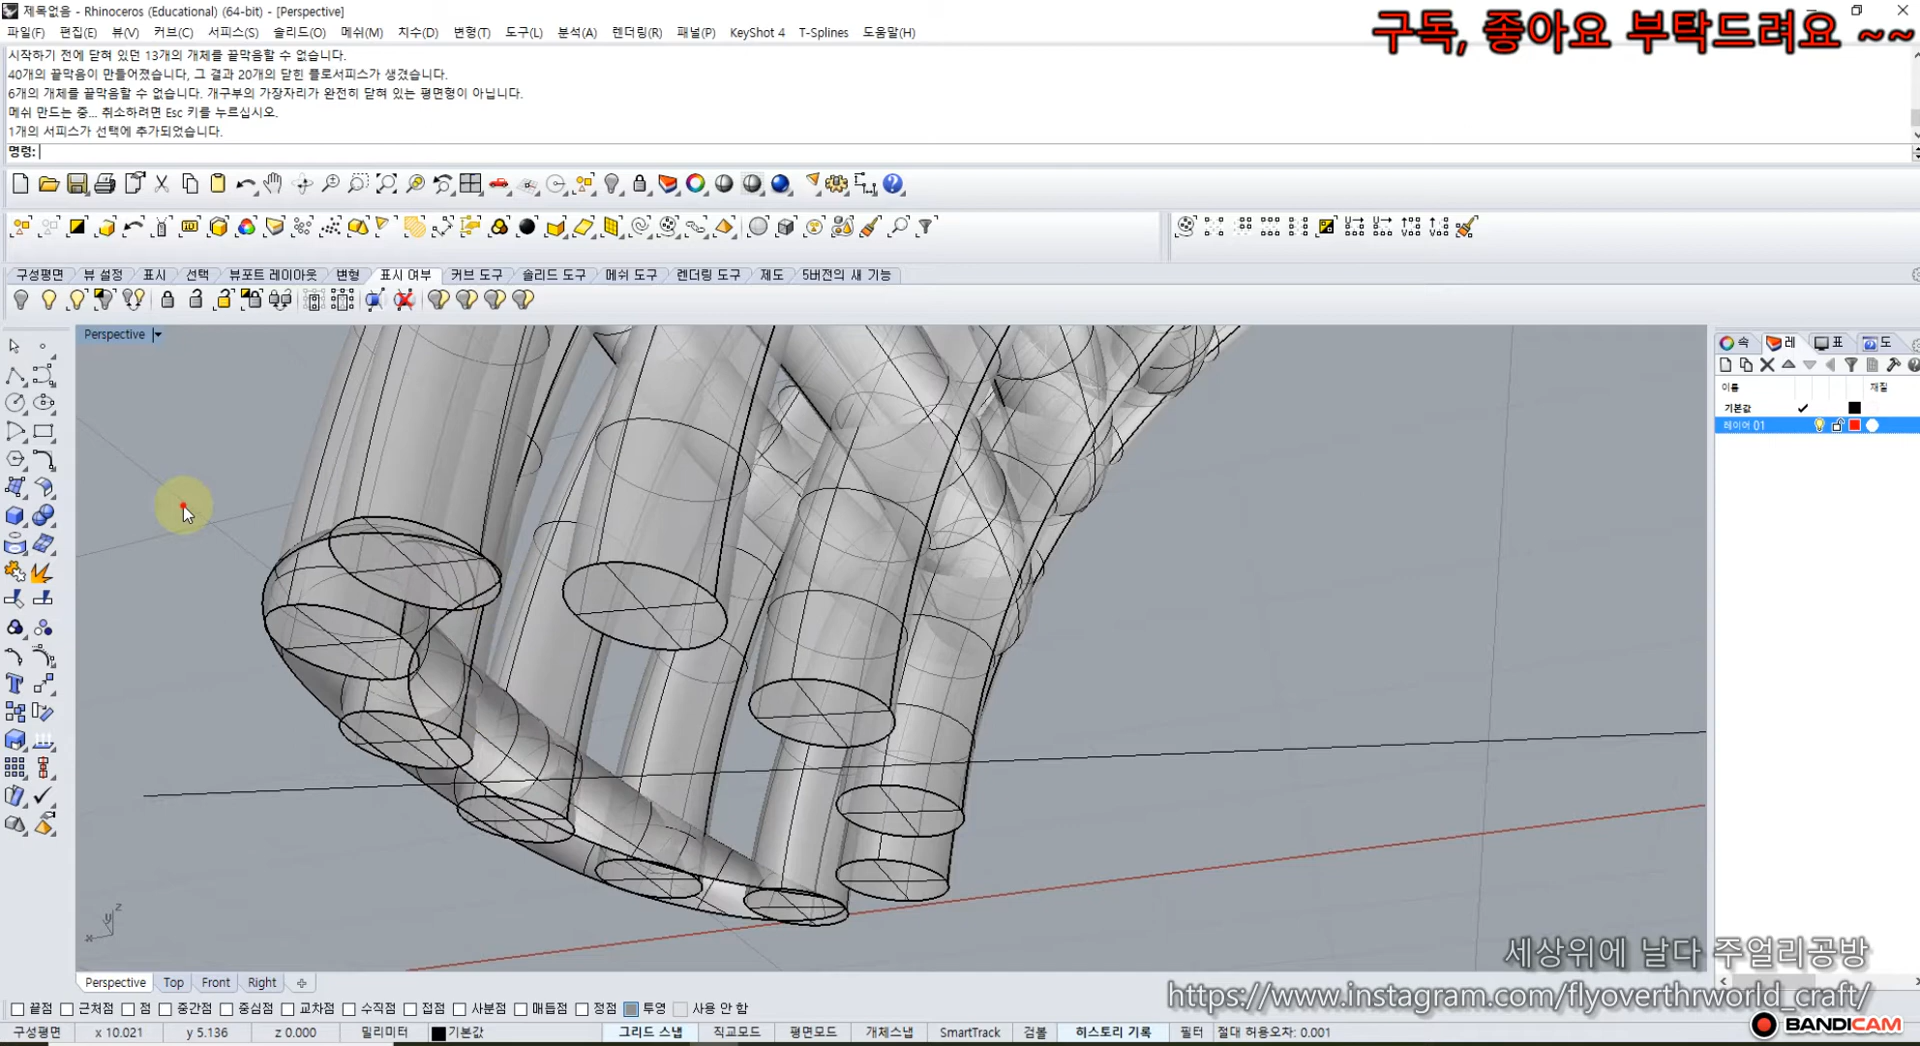 제목없음 - Rhinoceros (Educational) (64-bit) - [Perspective]
구독, 좋아요 부탁드려요 ~~
파일(F) 편집(E) 뷰(V) 커브(C) 서피스(S) 솔리드(O) 메쉬(M) 치수(D) 변형(T) 도구(L) 분석(A) 렌더링(R) 패널(P) KeyShot 4 T-Splines 도움말(H)
시작하기 전에 닫혀 있던 13개의 개체를 끝막음할 수 없습니다.
40개의 끝막음이 만들어졌습니다, 그 결과 20개의 닫힌 폴로서피스가 생겼습니다.
6개의 개체를 끝막음할 수 없습니다. 개구부의 가장자리가 완전히 닫혀 있는 평면형이 아닙니다.
메쉬 만드는 중... 취소하려면 Esc 키를 누르십시오.
1개의 서피스가 선택에 추가되었습니다.
명령:
구성평면 뷰 설정 표시 선택 뷰포트 레이아웃 변형 표시 여부 커브 도구 솔리드 도구 메쉬 도구 렌더링 도구 제도 5버전의 새 기능
Perspective
속 레 표 도
이름 재질
기본값
레이어 01
z
y
x
세상위에 날다 주얼리공방
Perspective Top Front Right
https://www.instagram.com/flyoverthrworld_craft/
끝점 근처점 점 중간점 중심점 교차점 수직점 접점 사분점 매듭점 정점 투영 사용 안 함
구성평면 x 10.021 y 5.136 z 0.000 밀리미터 기본값 그리드 스냅 직교모드 평면모드 개체스냅 SmartTrack 검볼 히스토리 기록 필터 절대 허용오차: 0.001
BANDICAM